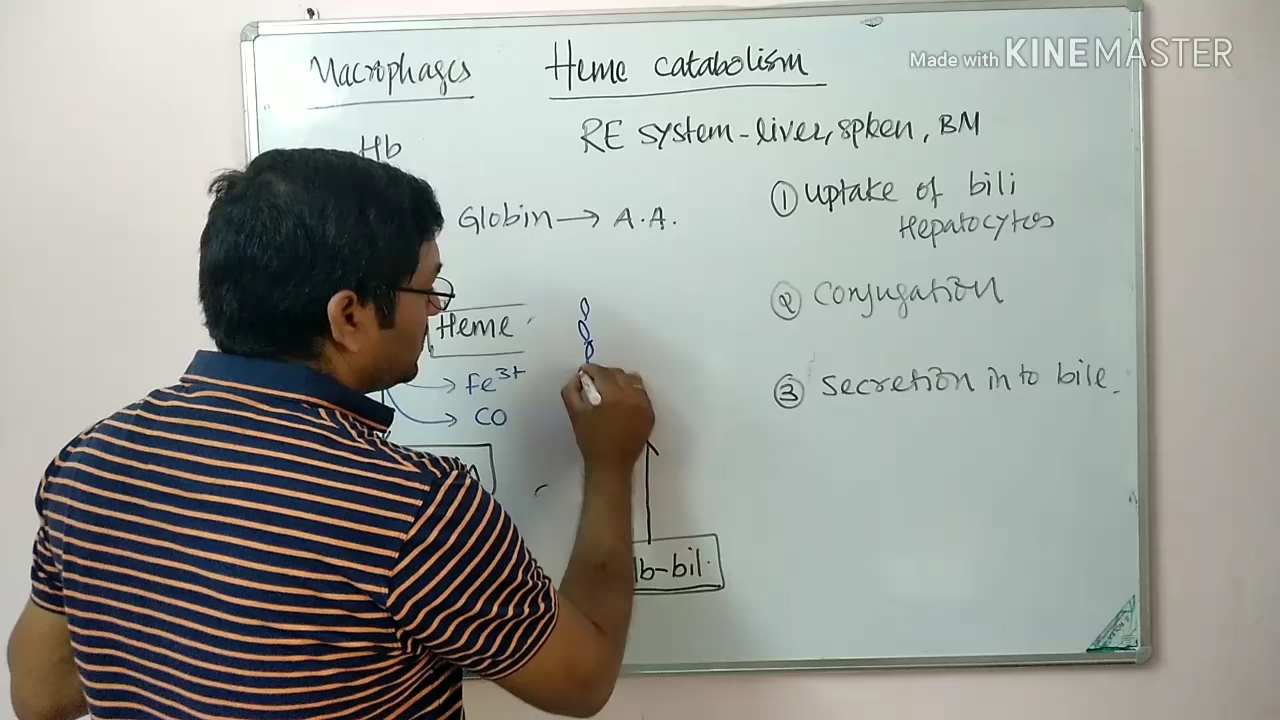 Made with KINEMASTER
Macrophages
Heme catabolism
RE system - liver, spleen, BM
Hb
Globin → A.A.
Heme
Fe3+
CO
① Uptake of bili
Hepatocytes
② Conjugation
③ Secretion into bile.
lb-bil.